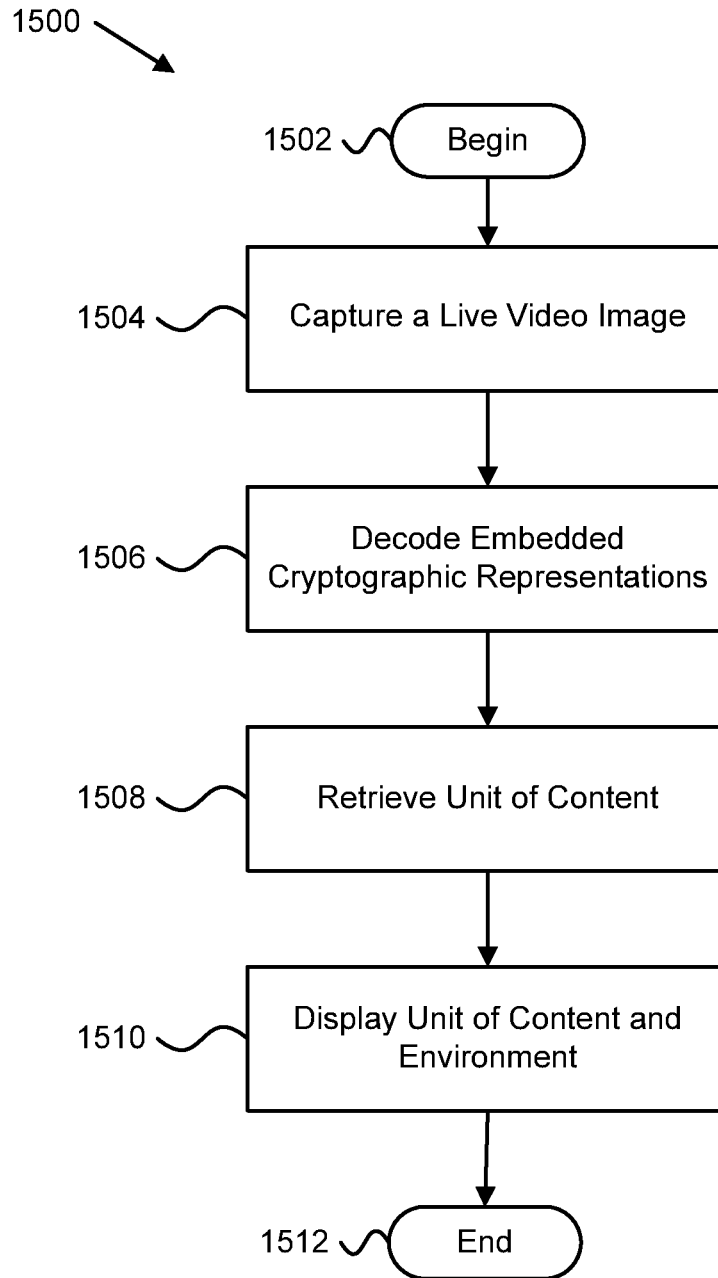 1500
1502
Begin
1504
Capture a Live Video Image
1506
Decode Embedded
Cryptographic Representations
1508
Retrieve Unit of Content
1510
Display Unit of Content and
Environment
1512
End